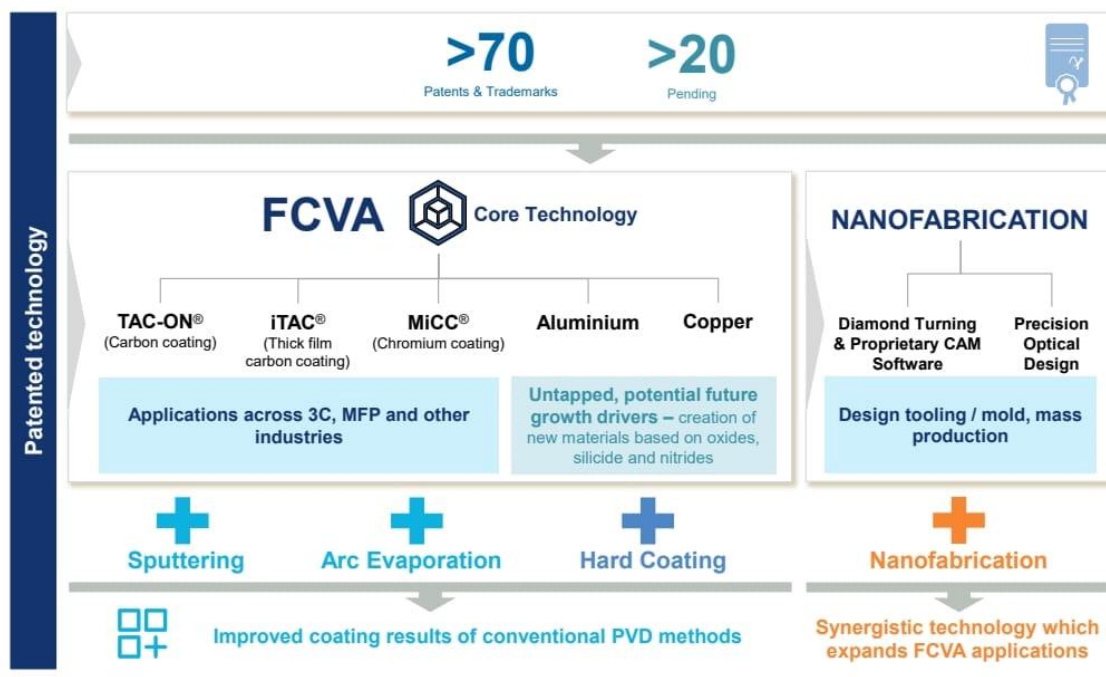 Patented technology
>70
Patents & Trademarks
>20
Pending
FCVA
Core Technology
TAC-ON®
(Carbon coating)
iTAC®
(Thick film
carbon coating)
MiCC®
(Chromium coating)
Aluminium
Copper
Applications across 3C, MFP and other
industries
Untapped, potential future
growth drivers – creation of
new materials based on oxides,
silicide and nitrides
NANOFABRICATION
Diamond Turning
& Proprietary CAM
Software
Precision
Optical
Design
Design tooling / mold, mass
production
Sputtering
Arc Evaporation
Hard Coating
Nanofabrication
Improved coating results of conventional PVD methods
Synergistic technology which
expands FCVA applications